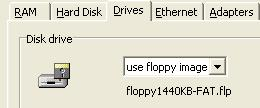 RAM Hard Disk Drives Ethernet Adapters
Disk drive
use floppy image
floppy1440KB-FAT.flp